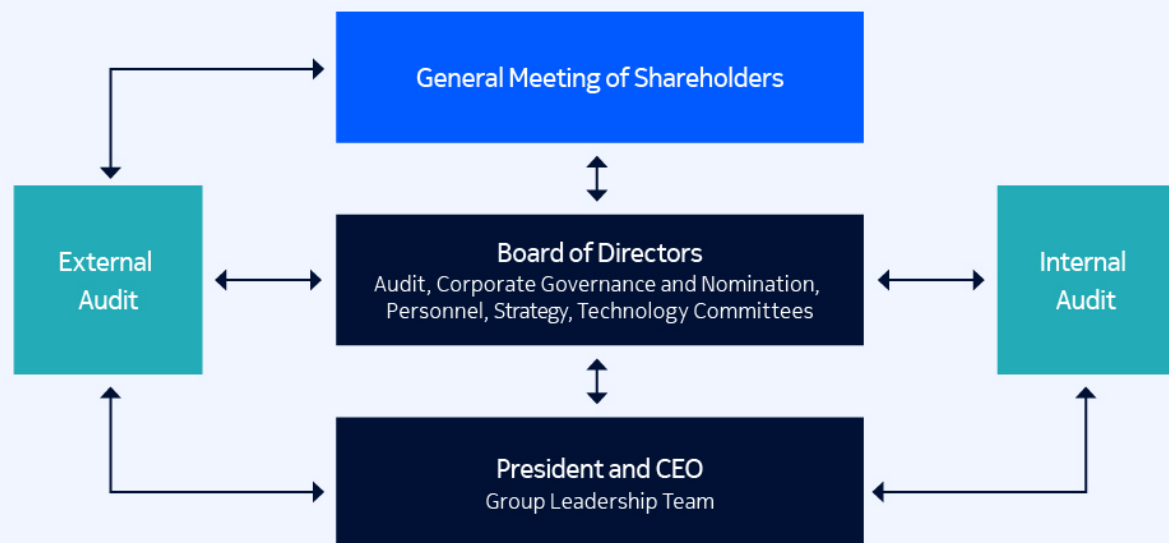 General Meeting of Shareholders
External
Audit
Board of Directors
Audit, Corporate Governance and Nomination,
Personnel, Strategy, Technology Committees
Internal
Audit
President and CEO
Group Leadership Team